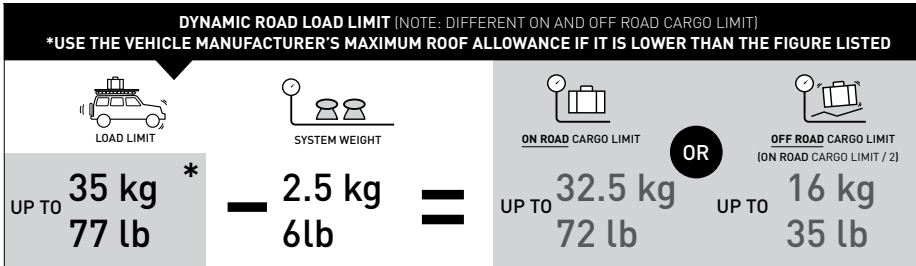 DYNAMIC ROAD LOAD LIMIT (NOTE: DIFFERENT ON AND OFF ROAD CARGO LIMIT)
*USE THE VEHICLE MANUFACTURER'S MAXIMUM ROOF ALLOWANCE IF IT IS LOWER THAN THE FIGURE LISTED
LOAD LIMIT
UP TO 35 kg *
77 lb
–
SYSTEM WEIGHT
2.5 kg
6lb
=
ON ROAD CARGO LIMIT
UP TO 32.5 kg
72 lb
OR
OFF ROAD CARGO LIMIT
(ON ROAD CARGO LIMIT / 2)
UP TO 16 kg
35 lb